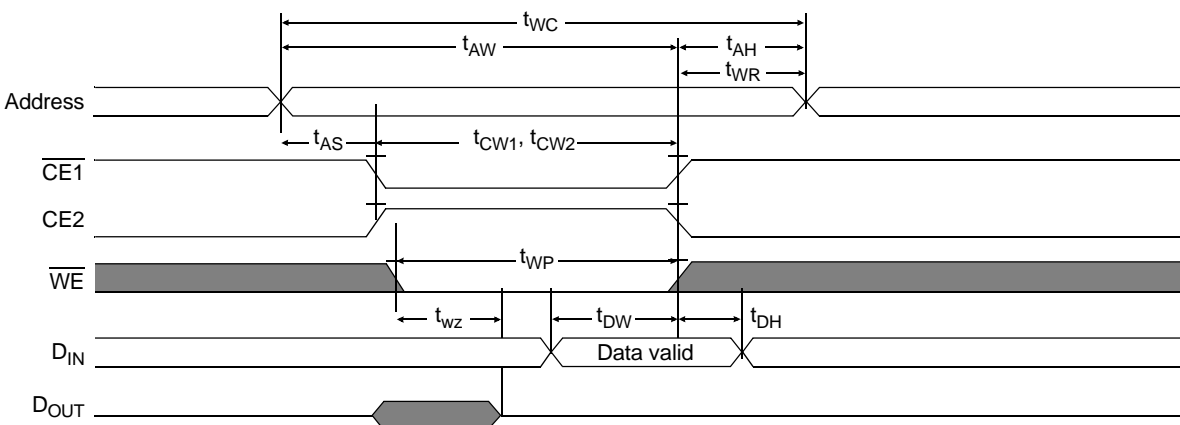 tWC
tAW tAH
tWR
Address
tAS tCW1, tCW2
CE1
CE2
tWP
WE
twz tDW tDH
DIN Data valid
DOUT